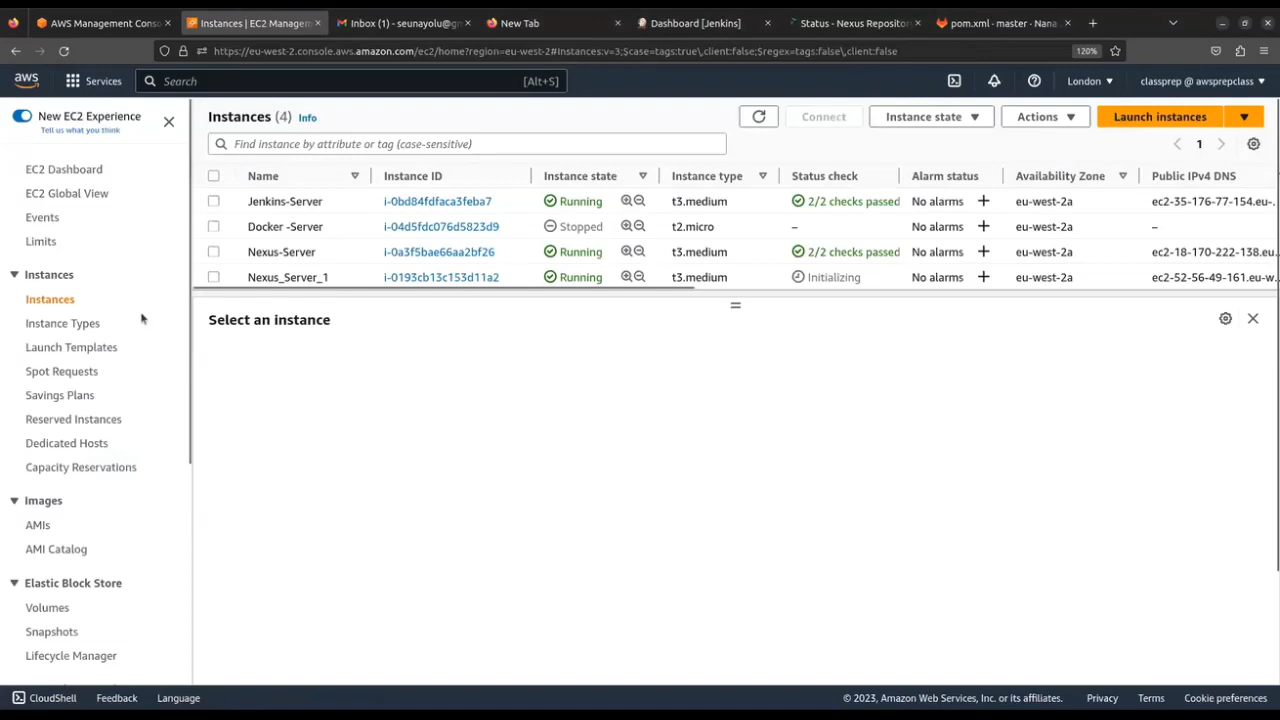 AWS Management Conso
Instances | EC2 Managem
Inbox (1) - seunayolu@gm
New Tab
Dashboard [Jenkins]
Status - Nexus Repositor
pom.xml - master · Nana
https://eu-west-2.console.aws.amazon.com/ec2/home?region=eu-west-2#Instances:v=3;$case=tags:true\,client:false;$regex=tags:false\,client:false
120%
aws
Services
Search
[Alt+S]
London
classprep @ awsprepclass
New EC2 Experience
Tell us what you think
EC2 Dashboard
EC2 Global View
Events
Limits
Instances
Instances
Instance Types
Launch Templates
Spot Requests
Savings Plans
Reserved Instances
Dedicated Hosts
Capacity Reservations
Images
AMIs
AMI Catalog
Elastic Block Store
Volumes
Snapshots
Lifecycle Manager
Instances (4) Info
Connect
Instance state
Actions
Launch instances
Find instance by attribute or tag (case-sensitive)
1
Name Instance ID Instance state Instance type Status check Alarm status Availability Zone Public IPv4 DNS
Jenkins-Server i-0bd84fdfaca3feba7 Running t3.medium 2/2 checks passed No alarms + eu-west-2a ec2-35-176-77-154.eu-...
Docker -Server i-04d5fdc076d5823d9 Stopped t2.micro – No alarms + eu-west-2a –
Nexus-Server i-0a3f5bae66aa2bf26 Running t3.medium 2/2 checks passed No alarms + eu-west-2a ec2-18-170-222-138.eu...
Nexus_Server_1 i-0193cb13c153d11a2 Running t3.medium Initializing No alarms + eu-west-2a ec2-52-56-49-161.eu-w...
Select an instance
CloudShell
Feedback
Language
© 2023, Amazon Web Services, Inc. or its affiliates.
Privacy
Terms
Cookie preferences